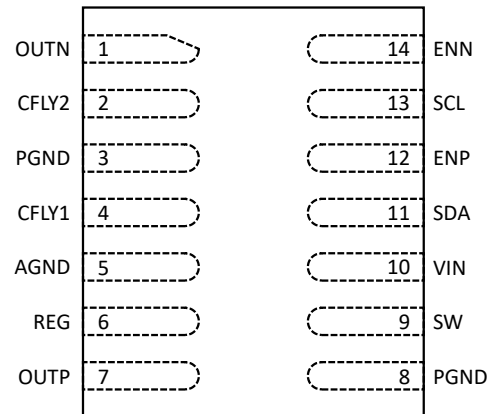 OUTN 1 14 ENN
CFLY2 2 13 SCL
PGND 3 12 ENP
CFLY1 4 11 SDA
AGND 5 10 VIN
REG 6 9 SW
OUTP 7 8 PGND